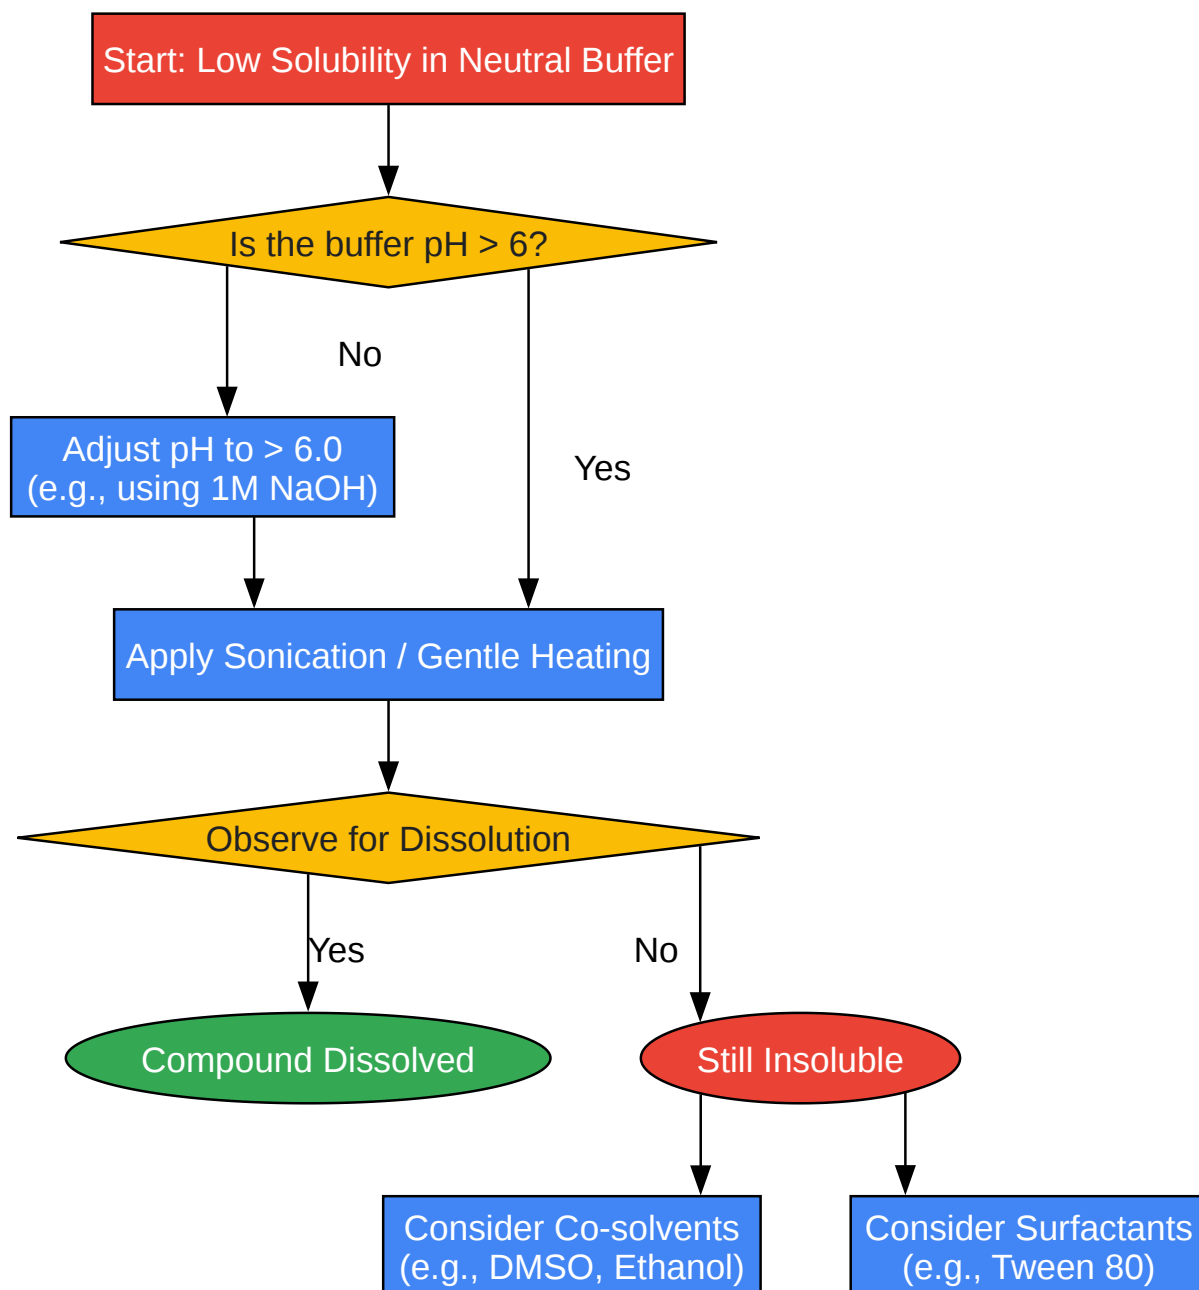 Start: Low Solubility in Neutral Buffer
Is the buffer pH > 6?
No
Adjust pH to > 6.0
(e.g., using 1M NaOH)
Yes
Apply Sonication / Gentle Heating
Observe for Dissolution
Yes
No
Compound Dissolved
Still Insoluble
Consider Co-solvents
(e.g., DMSO, Ethanol)
Consider Surfactants
(e.g., Tween 80)